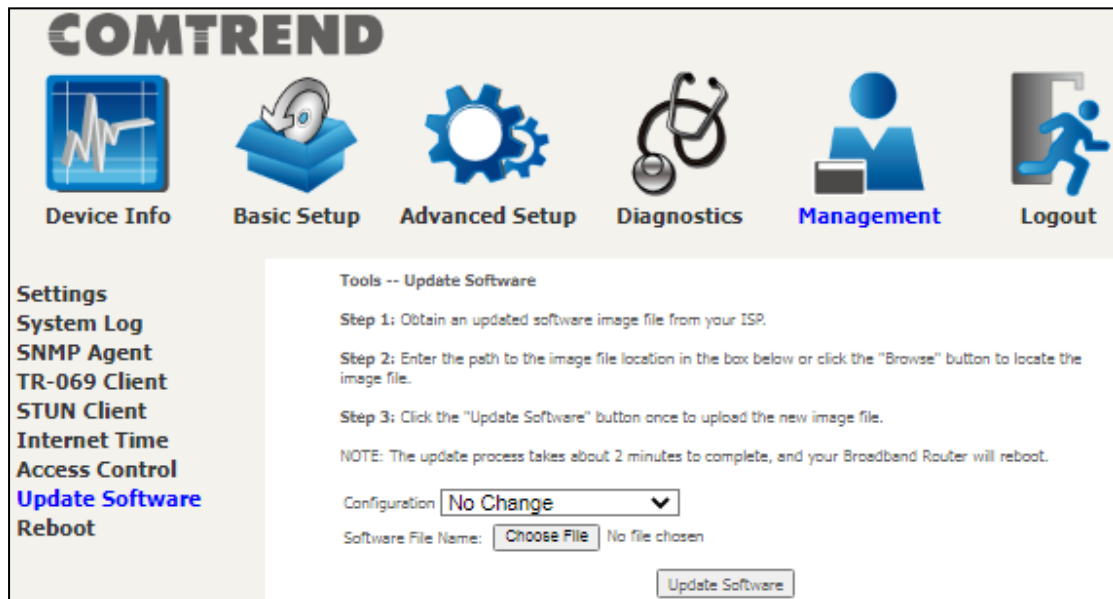 COMTREND
Device Info
Basic Setup
Advanced Setup
Diagnostics
Management
Logout
Settings
System Log
SNMP Agent
TR-069 Client
STUN Client
Internet Time
Access Control
Update Software
Reboot
Tools -- Update Software
Step 1: Obtain an updated software image file from your ISP.
Step 2: Enter the path to the image file location in the box below or click the "Browse" button to locate the
image file.
Step 3: Click the "Update Software" button once to upload the new image file.
NOTE: The update process takes about 2 minutes to complete, and your Broadband Router will reboot.
Configuration No Change
Software File Name: Choose File No file chosen
Update Software